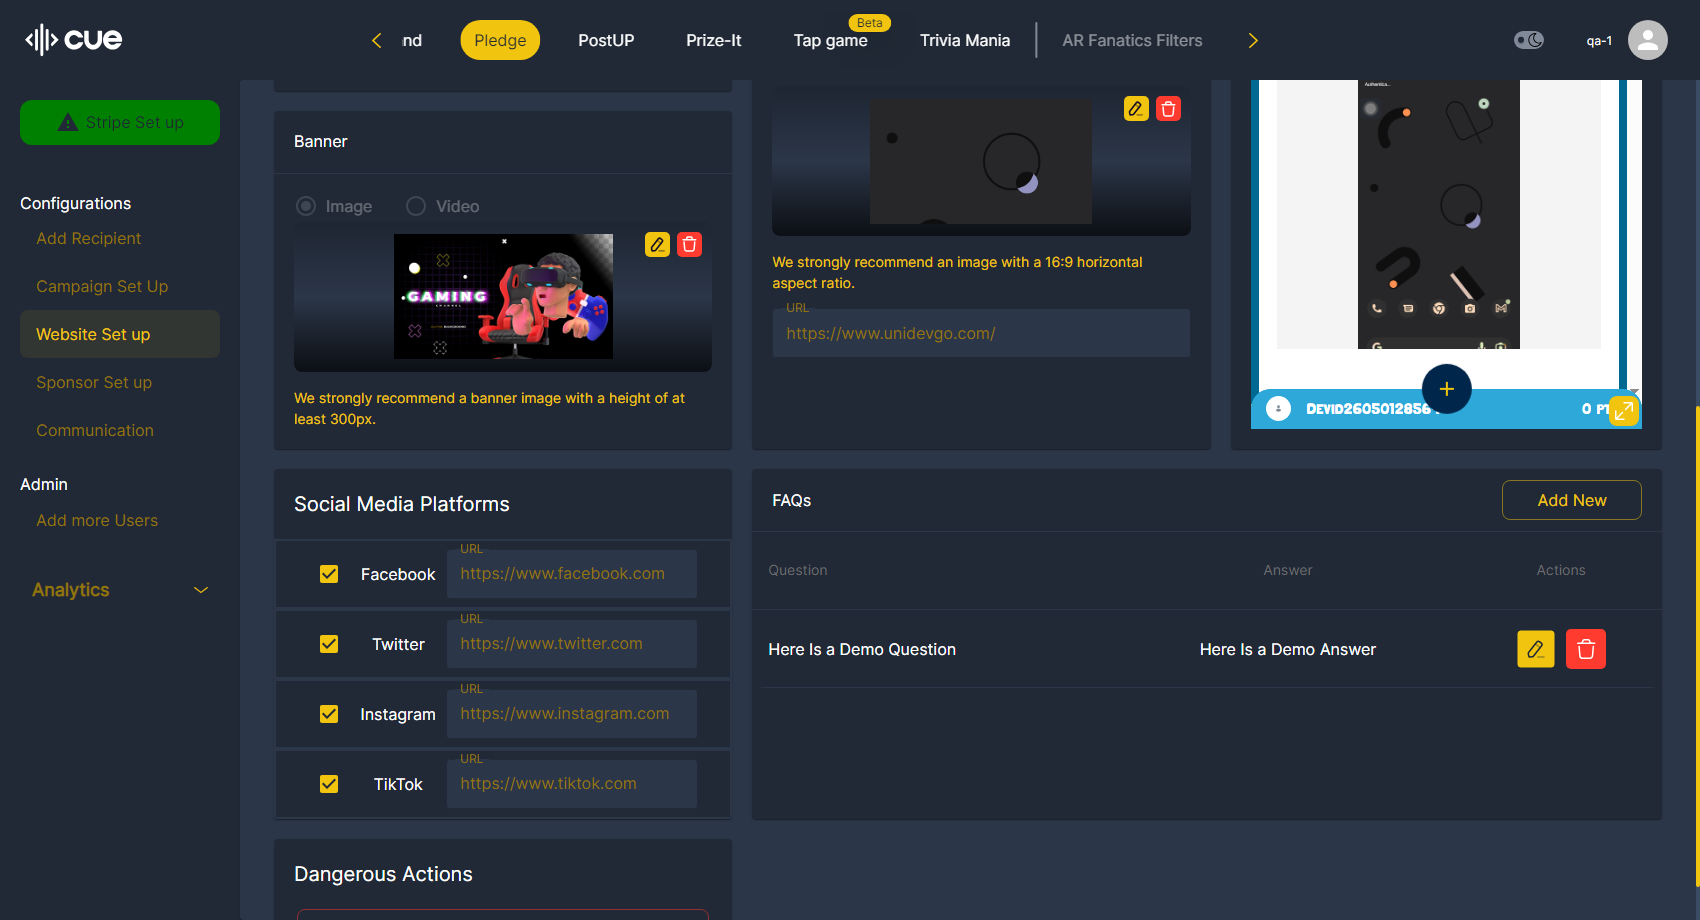 cue
nd
Pledge
PostUP
Prize-It
Tap game
Beta
Trivia Mania
AR Fanatics Filters
qa-1
Stripe Set up
Configurations
Add Recipient
Campaign Set Up
Website Set up
Sponsor Set up
Communication
Admin
Add more Users
Analytics
Banner
Image
Video
GAMING
We strongly recommend a banner image with a height of at
least 300px.
We strongly recommend an image with a 16:9 horizontal
aspect ratio.
URL
https://www.unidevgo.com/
DEVID2605012856
0 PT
Social Media Platforms
Facebook
URL
https://www.facebook.com
Twitter
URL
https://www.twitter.com
Instagram
URL
https://www.instagram.com
TikTok
URL
https://www.tiktok.com
FAQs
Add New
Question
Answer
Actions
Here Is a Demo Question
Here Is a Demo Answer
Dangerous Actions